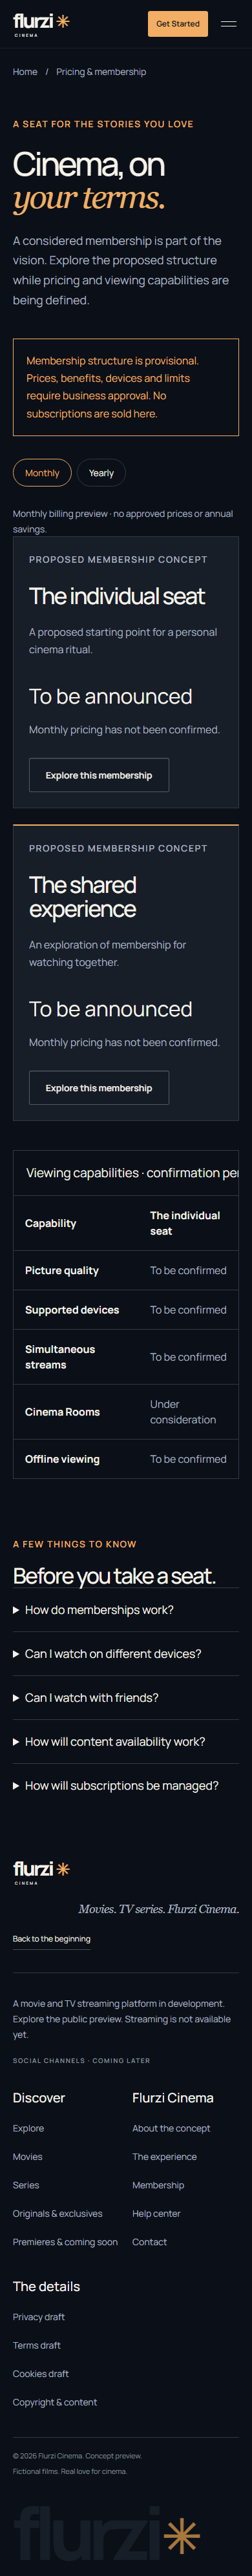 flurzi
CINEMA
Get Started
Home / Pricing & membership
A SEAT FOR THE STORIES YOU LOVE
Cinema, on
your terms.
A considered membership is part of the
vision. Explore the proposed structure
while pricing and viewing capabilities are
being defined.
Membership structure is provisional.
Prices, benefits, devices and limits
require business approval. No
subscriptions are sold here.
Monthly
Yearly
Monthly billing preview · no approved prices or annual
savings.
PROPOSED MEMBERSHIP CONCEPT
The individual seat
A proposed starting point for a personal
cinema ritual.
To be announced
Monthly pricing has not been confirmed.
Explore this membership
PROPOSED MEMBERSHIP CONCEPT
The shared
experience
An exploration of membership for
watching together.
To be announced
Monthly pricing has not been confirmed.
Explore this membership
Viewing capabilities · confirmation per
Capability
The individual
seat
Picture quality
To be confirmed
Supported devices
To be confirmed
Simultaneous
streams
To be confirmed
Cinema Rooms
Under
consideration
Offline viewing
To be confirmed
A FEW THINGS TO KNOW
Before you take a seat.
How do memberships work?
Can I watch on different devices?
Can I watch with friends?
How will content availability work?
How will subscriptions be managed?
flurzi
CINEMA
Movies. TV series. Flurzi Cinema.
Back to the beginning
A movie and TV streaming platform in development.
Explore the public preview. Streaming is not available
yet.
SOCIAL CHANNELS · COMING LATER
Discover
Explore
Movies
Series
Originals & exclusives
Premieres & coming soon
Flurzi Cinema
About the concept
The experience
Membership
Help center
Contact
The details
Privacy draft
Terms draft
Cookies draft
Copyright & content
© 2026 Flurzi Cinema. Concept preview.
Fictional films. Real love for cinema.
flurzi